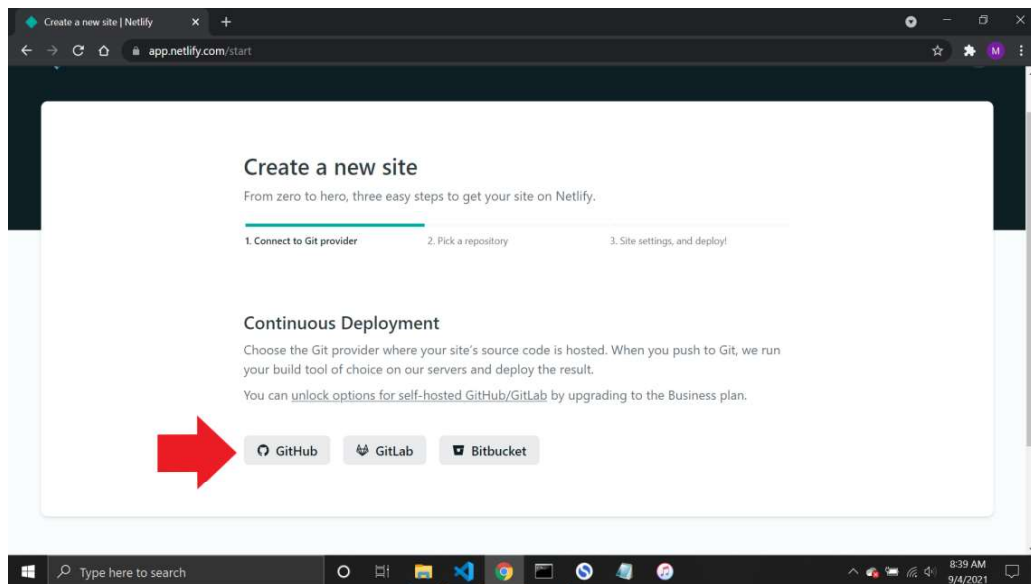 Create a new site | Netlify
app.netlify.com/start
M
Create a new site
From zero to hero, three easy steps to get your site on Netlify.
1. Connect to Git provider
2. Pick a repository
3. Site settings, and deploy!
Continuous Deployment
Choose the Git provider where your site's source code is hosted. When you push to Git, we run
your build tool of choice on our servers and deploy the result.
You can unlock options for self-hosted GitHub/GitLab by upgrading to the Business plan.
GitHub
GitLab
Bitbucket
Type here to search
8:39 AM
9/4/2021